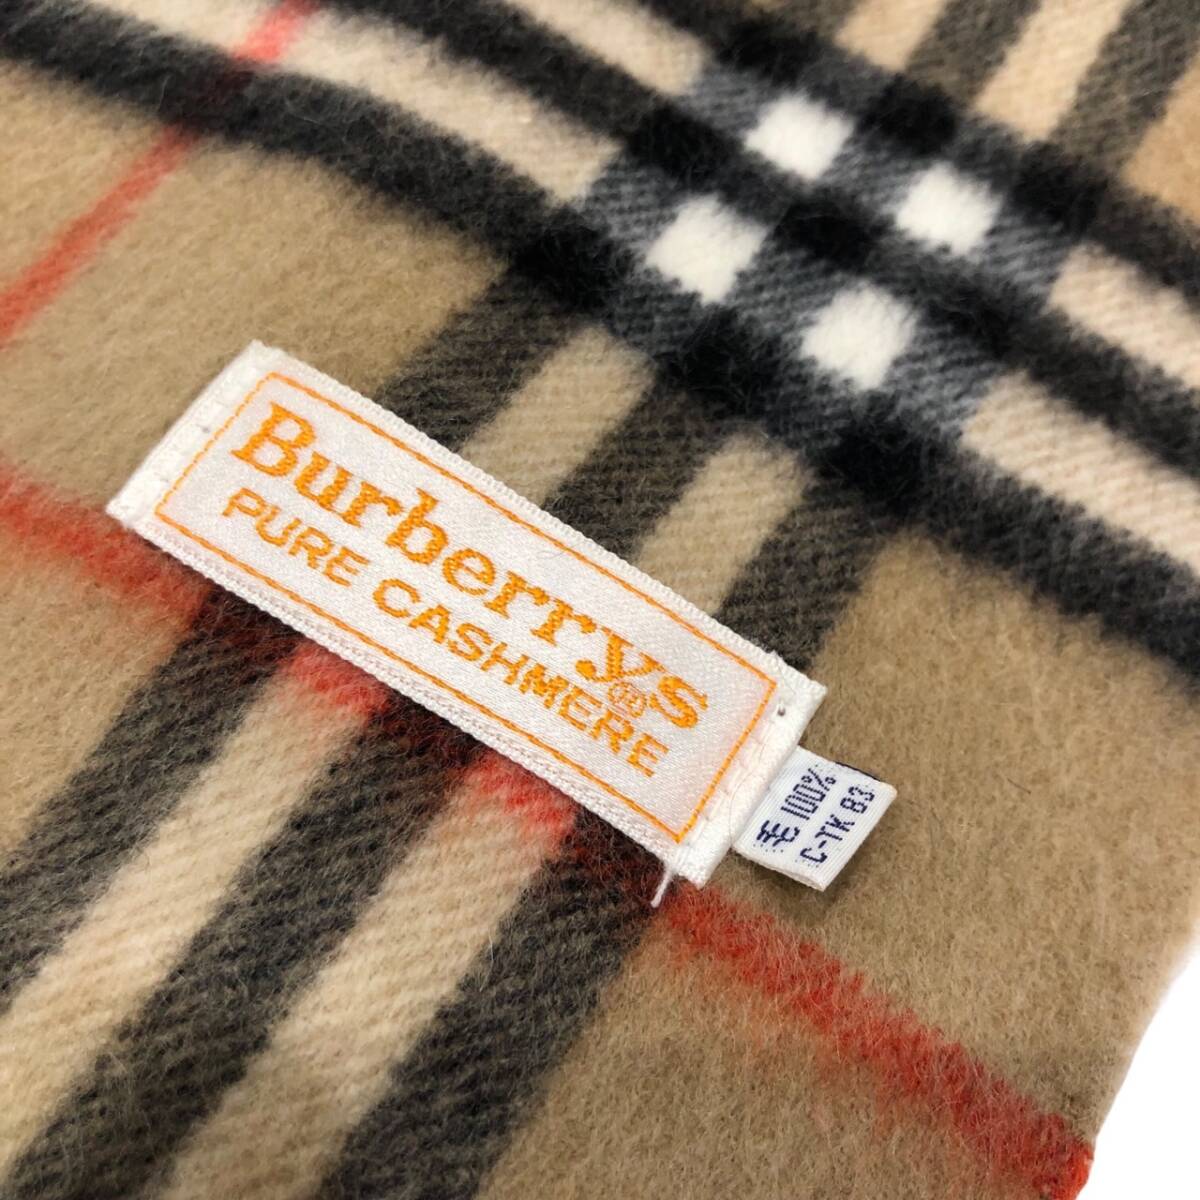 Burberrys®
PURE CASHMERE
毛 100%
C-TK 83